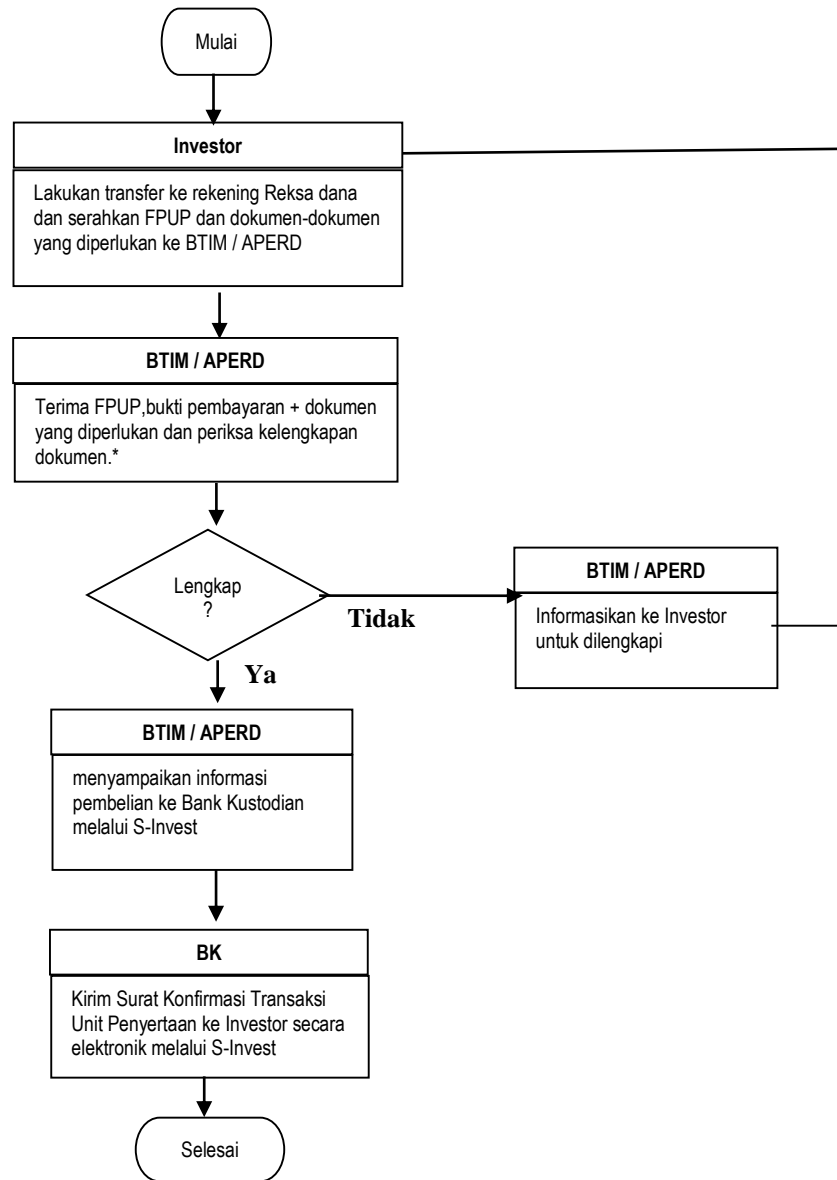 Mulai
Investor
Lakukan transfer ke rekening Reksa dana
dan serahkan FPUP dan dokumen-dokumen
yang diperlukan ke BTIM / APERD
BTIM / APERD
Terima FPUP,bukti pembayaran + dokumen
yang diperlukan dan periksa kelengkapan
dokumen.*
Lengkap
?
Tidak
BTIM / APERD
Informasikan ke Investor
untuk dilengkapi
Ya
BTIM / APERD
menyampaikan informasi
pembelian ke Bank Kustodian
melalui S-Invest
BK
Kirim Surat Konfirmasi Transaksi
Unit Penyertaan ke Investor secara
elektronik melalui S-Invest
Selesai